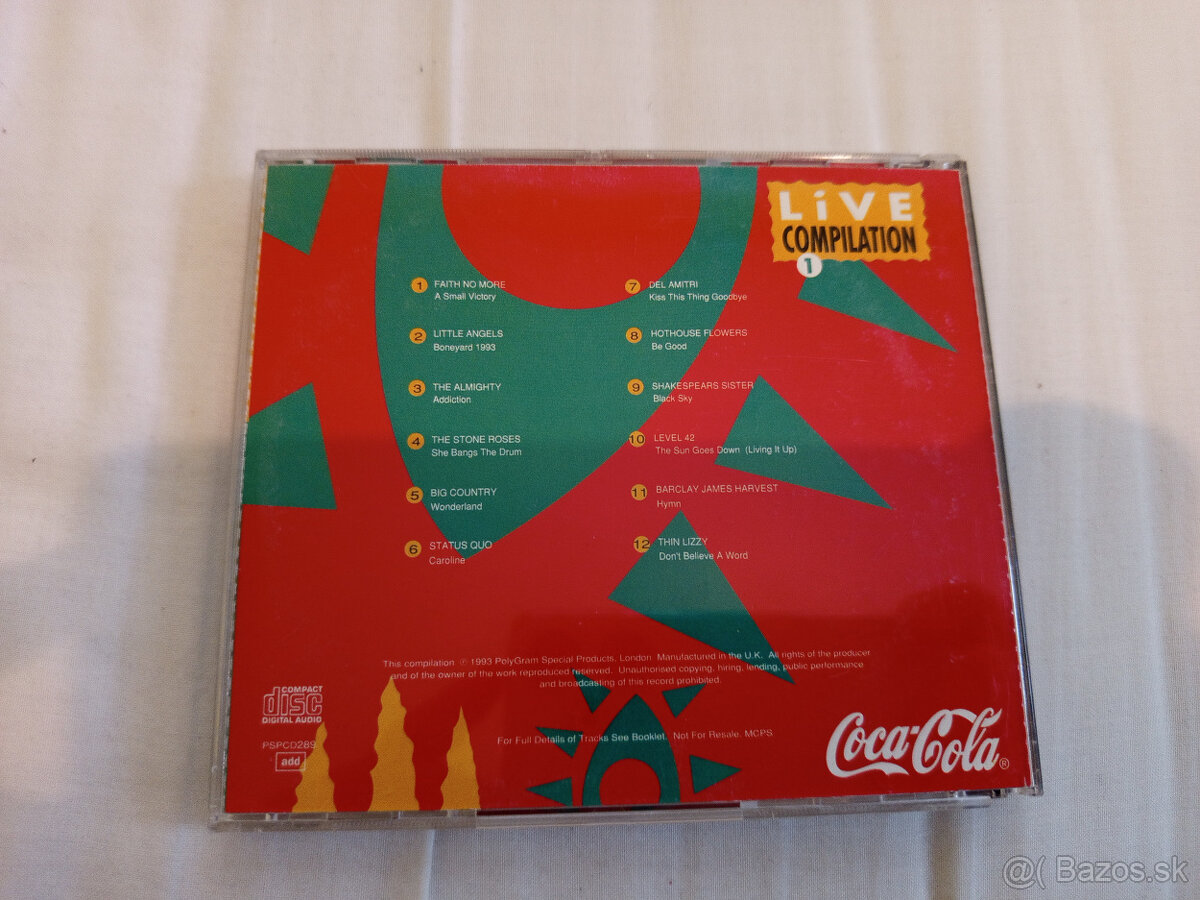 LiVE
COMPILATION
1
1 FAITH NO MORE
A Small Victory
2 LITTLE ANGELS
Boneyard 1993
3 THE ALMIGHTY
Addiction
4 THE STONE ROSES
She Bangs The Drum
5 BIG COUNTRY
Wonderland
6 STATUS QUO
Caroline
7 DEL AMITRI
Kiss This Thing Goodbye
8 HOTHOUSE FLOWERS
Be Good
9 SHAKESPEARS SISTER
Black Sky
10 LEVEL 42
The Sun Goes Down (Living It Up)
11 BARCLAY JAMES HARVEST
Hymn
12 THIN LIZZY
Don't Believe A Word
This compilation ℗ 1993 PolyGram Special Products, London. Manufactured in the U.K. All rights of the producer
and of the owner of the work reproduced reserved. Unauthorised copying, hiring, lending, public performance
and broadcasting of this record prohibited.
For Full Details of Tracks See Booklet. Not For Resale. MCPS
COMPACT
disc
DIGITAL AUDIO
PSPCD289
add
Coca-Cola®
@( Bazos.sk